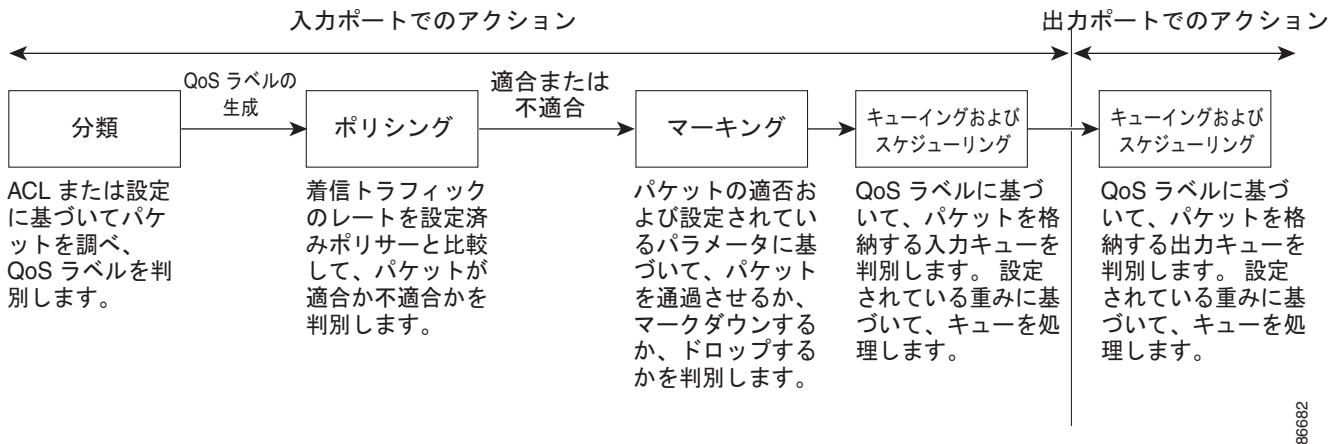 入力ポートでのアクション
出力ポートでのアクション
QoS ラベルの
生成
適合または
不適合
分類
ポリシング
マーキング
キューイングおよび
スケジューリング
キューイングおよび
スケジューリング
ACL または設定
に基づいてパケ
ットを調べ、
QoS ラベルを判
別します。
着信トラフィック
のレートを設定済
みポリサーと比較
して、パケットが
適合か不適合かを
判別します。
パケットの適否お
よび設定されてい
るパラメータに基
づいて、パケット
を通過させるか、
マークダウンする
か、ドロップする
かを判別します。
QoS ラベルに基づ
いて、パケットを格
納する入力キューを
判別します。 設定
されている重みに基
づいて、キューを処
理します。
QoS ラベルに基づ
いて、パケットを格
納する出力キューを
判別します。 設定
されている重みに基
づいて、キューを処
理します。
86682